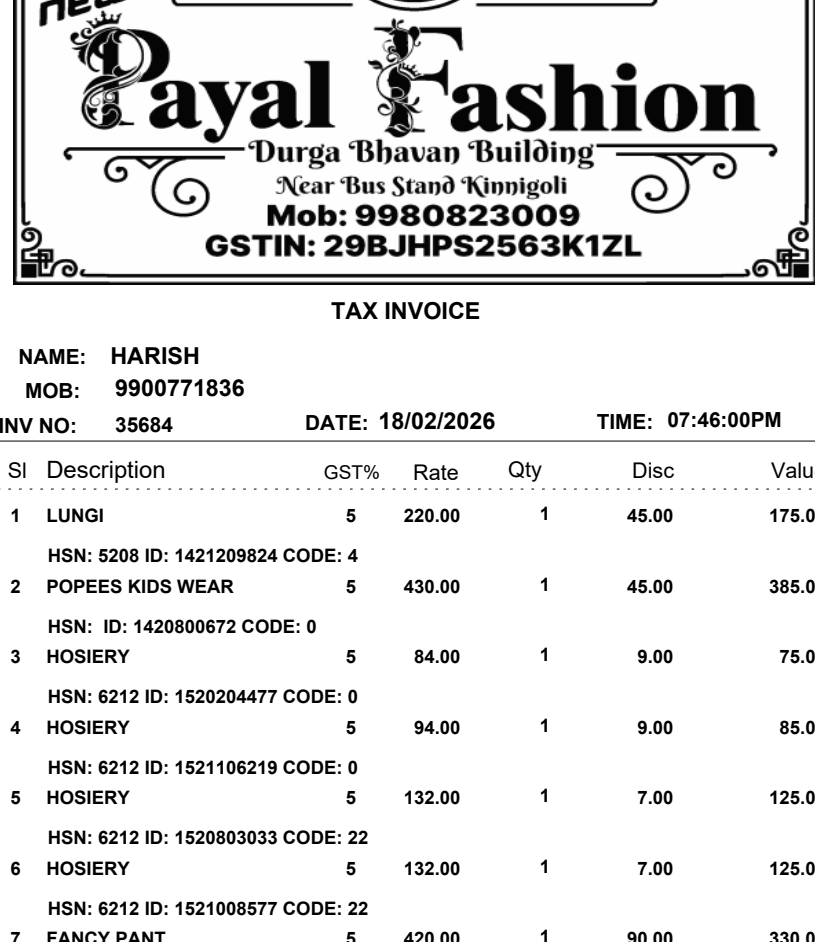 new
Payal Fashion
Durga Bhavan Building
Near Bus Stand Kinnigoli
Mob: 9980823009
GSTIN: 29BJHPS2563K1ZL
TAX INVOICE
NAME: HARISH
MOB: 9900771836
INV NO: 35684 DATE: 18/02/2026 TIME: 07:46:00PM
Sl Description GST% Rate Qty Disc Valu
1 LUNGI 5 220.00 1 45.00 175.0
HSN: 5208 ID: 1421209824 CODE: 4
2 POPEES KIDS WEAR 5 430.00 1 45.00 385.0
HSN: ID: 1420800672 CODE: 0
3 HOSIERY 5 84.00 1 9.00 75.0
HSN: 6212 ID: 1520204477 CODE: 0
4 HOSIERY 5 94.00 1 9.00 85.0
HSN: 6212 ID: 1521106219 CODE: 0
5 HOSIERY 5 132.00 1 7.00 125.0
HSN: 6212 ID: 1520803033 CODE: 22
6 HOSIERY 5 132.00 1 7.00 125.0
HSN: 6212 ID: 1521008577 CODE: 22
7 FANCY PANT 5 420.00 1 90.00 330.0